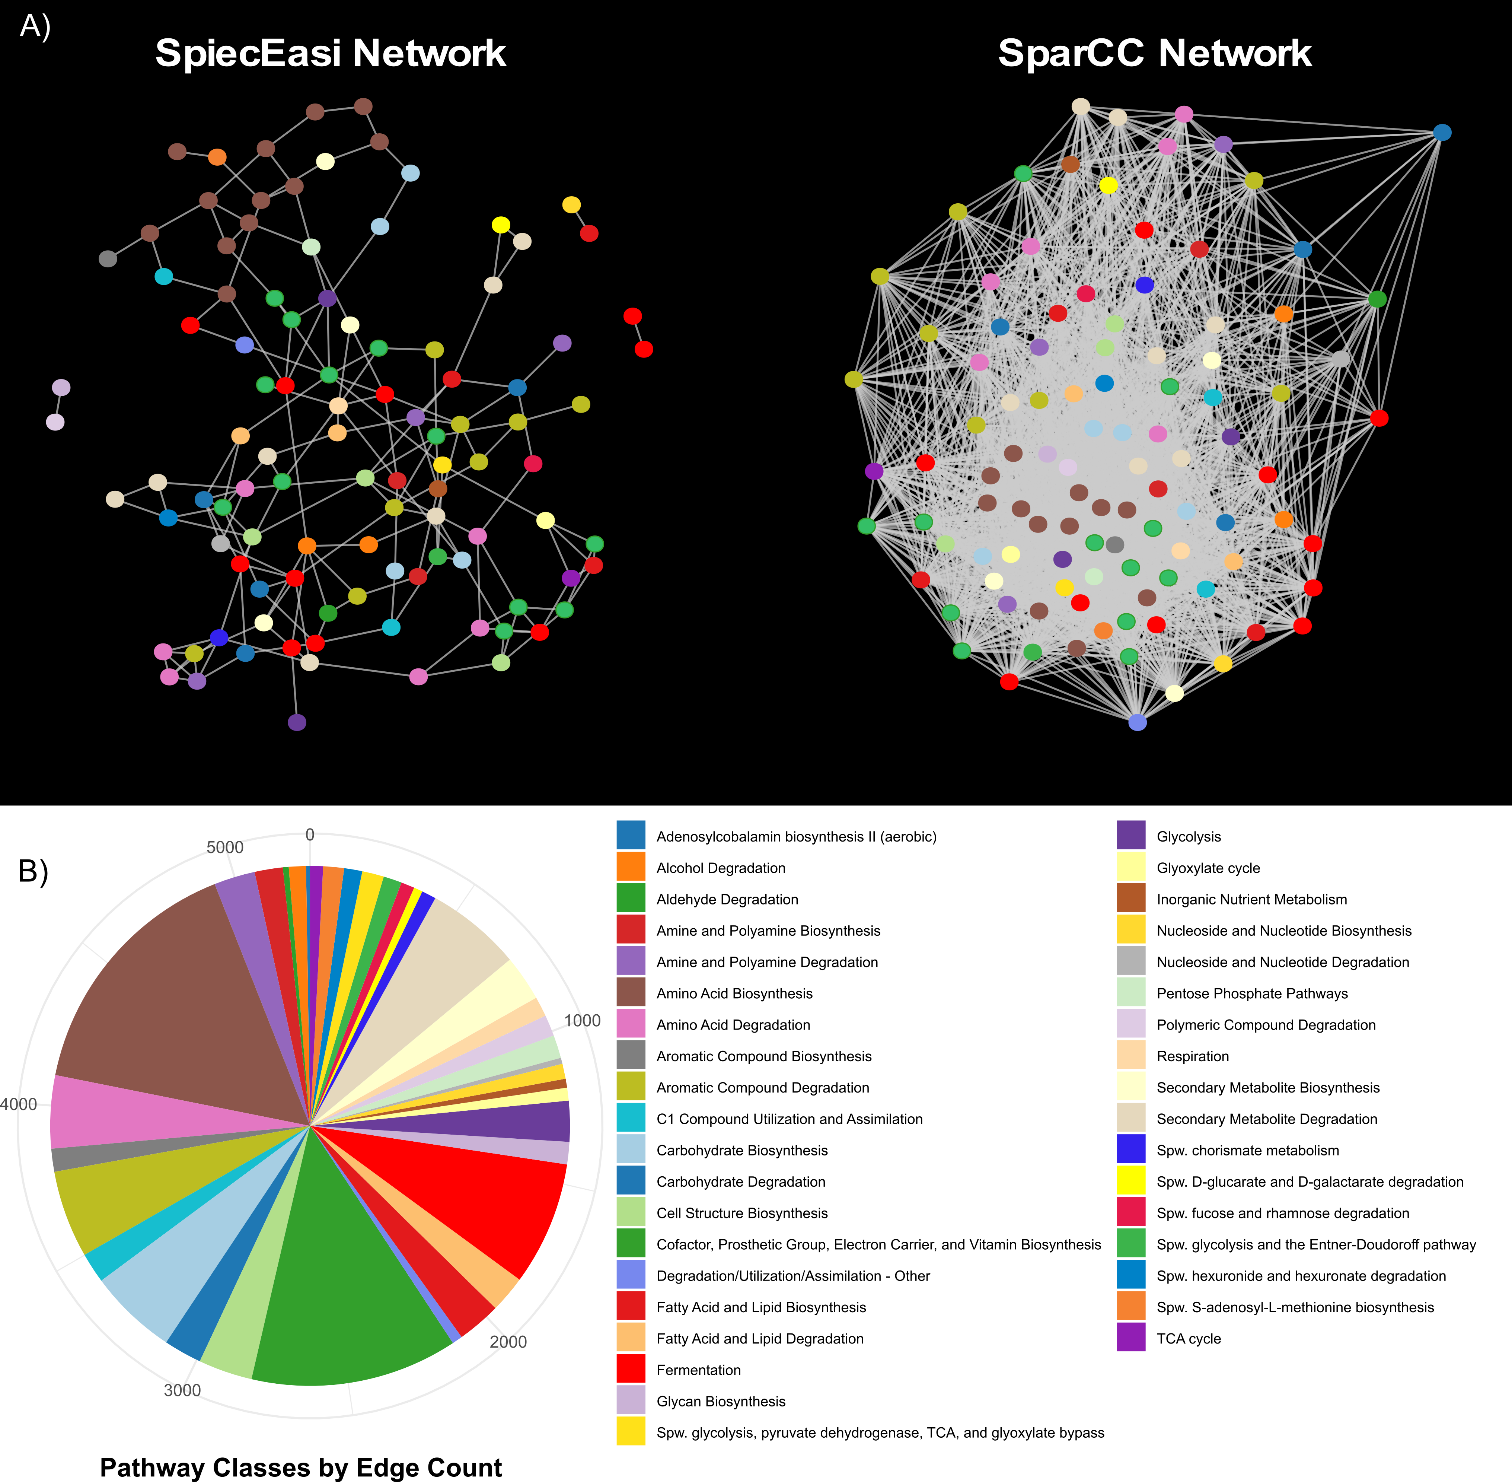 A)
SpiecEasi Network
SparCC Network
B)
0
1000
2000
3000
4000
5000
Pathway Classes by Edge Count
Adenosylcobalamin biosynthesis II (aerobic)
Alcohol Degradation
Aldehyde Degradation
Amine and Polyamine Biosynthesis
Amine and Polyamine Degradation
Amino Acid Biosynthesis
Amino Acid Degradation
Aromatic Compound Biosynthesis
Aromatic Compound Degradation
C1 Compound Utilization and Assimilation
Carbohydrate Biosynthesis
Carbohydrate Degradation
Cell Structure Biosynthesis
Cofactor, Prosthetic Group, Electron Carrier, and Vitamin Biosynthesis
Degradation/Utilization/Assimilation - Other
Fatty Acid and Lipid Biosynthesis
Fatty Acid and Lipid Degradation
Fermentation
Glycan Biosynthesis
Spw. glycolysis, pyruvate dehydrogenase, TCA, and glyoxylate bypass
Glycolysis
Glyoxylate cycle
Inorganic Nutrient Metabolism
Nucleoside and Nucleotide Biosynthesis
Nucleoside and Nucleotide Degradation
Pentose Phosphate Pathways
Polymeric Compound Degradation
Respiration
Secondary Metabolite Biosynthesis
Secondary Metabolite Degradation
Spw. chorismate metabolism
Spw. D-glucarate and D-galactarate degradation
Spw. fucose and rhamnose degradation
Spw. glycolysis and the Entner-Doudoroff pathway
Spw. hexuronide and hexuronate degradation
Spw. S-adenosyl-L-methionine biosynthesis
TCA cycle